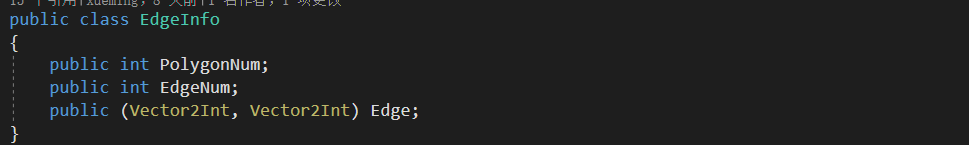 public class EdgeInfo
{
public int PolygonNum;
public int EdgeNum;
public (Vector2Int, Vector2Int) Edge;
}